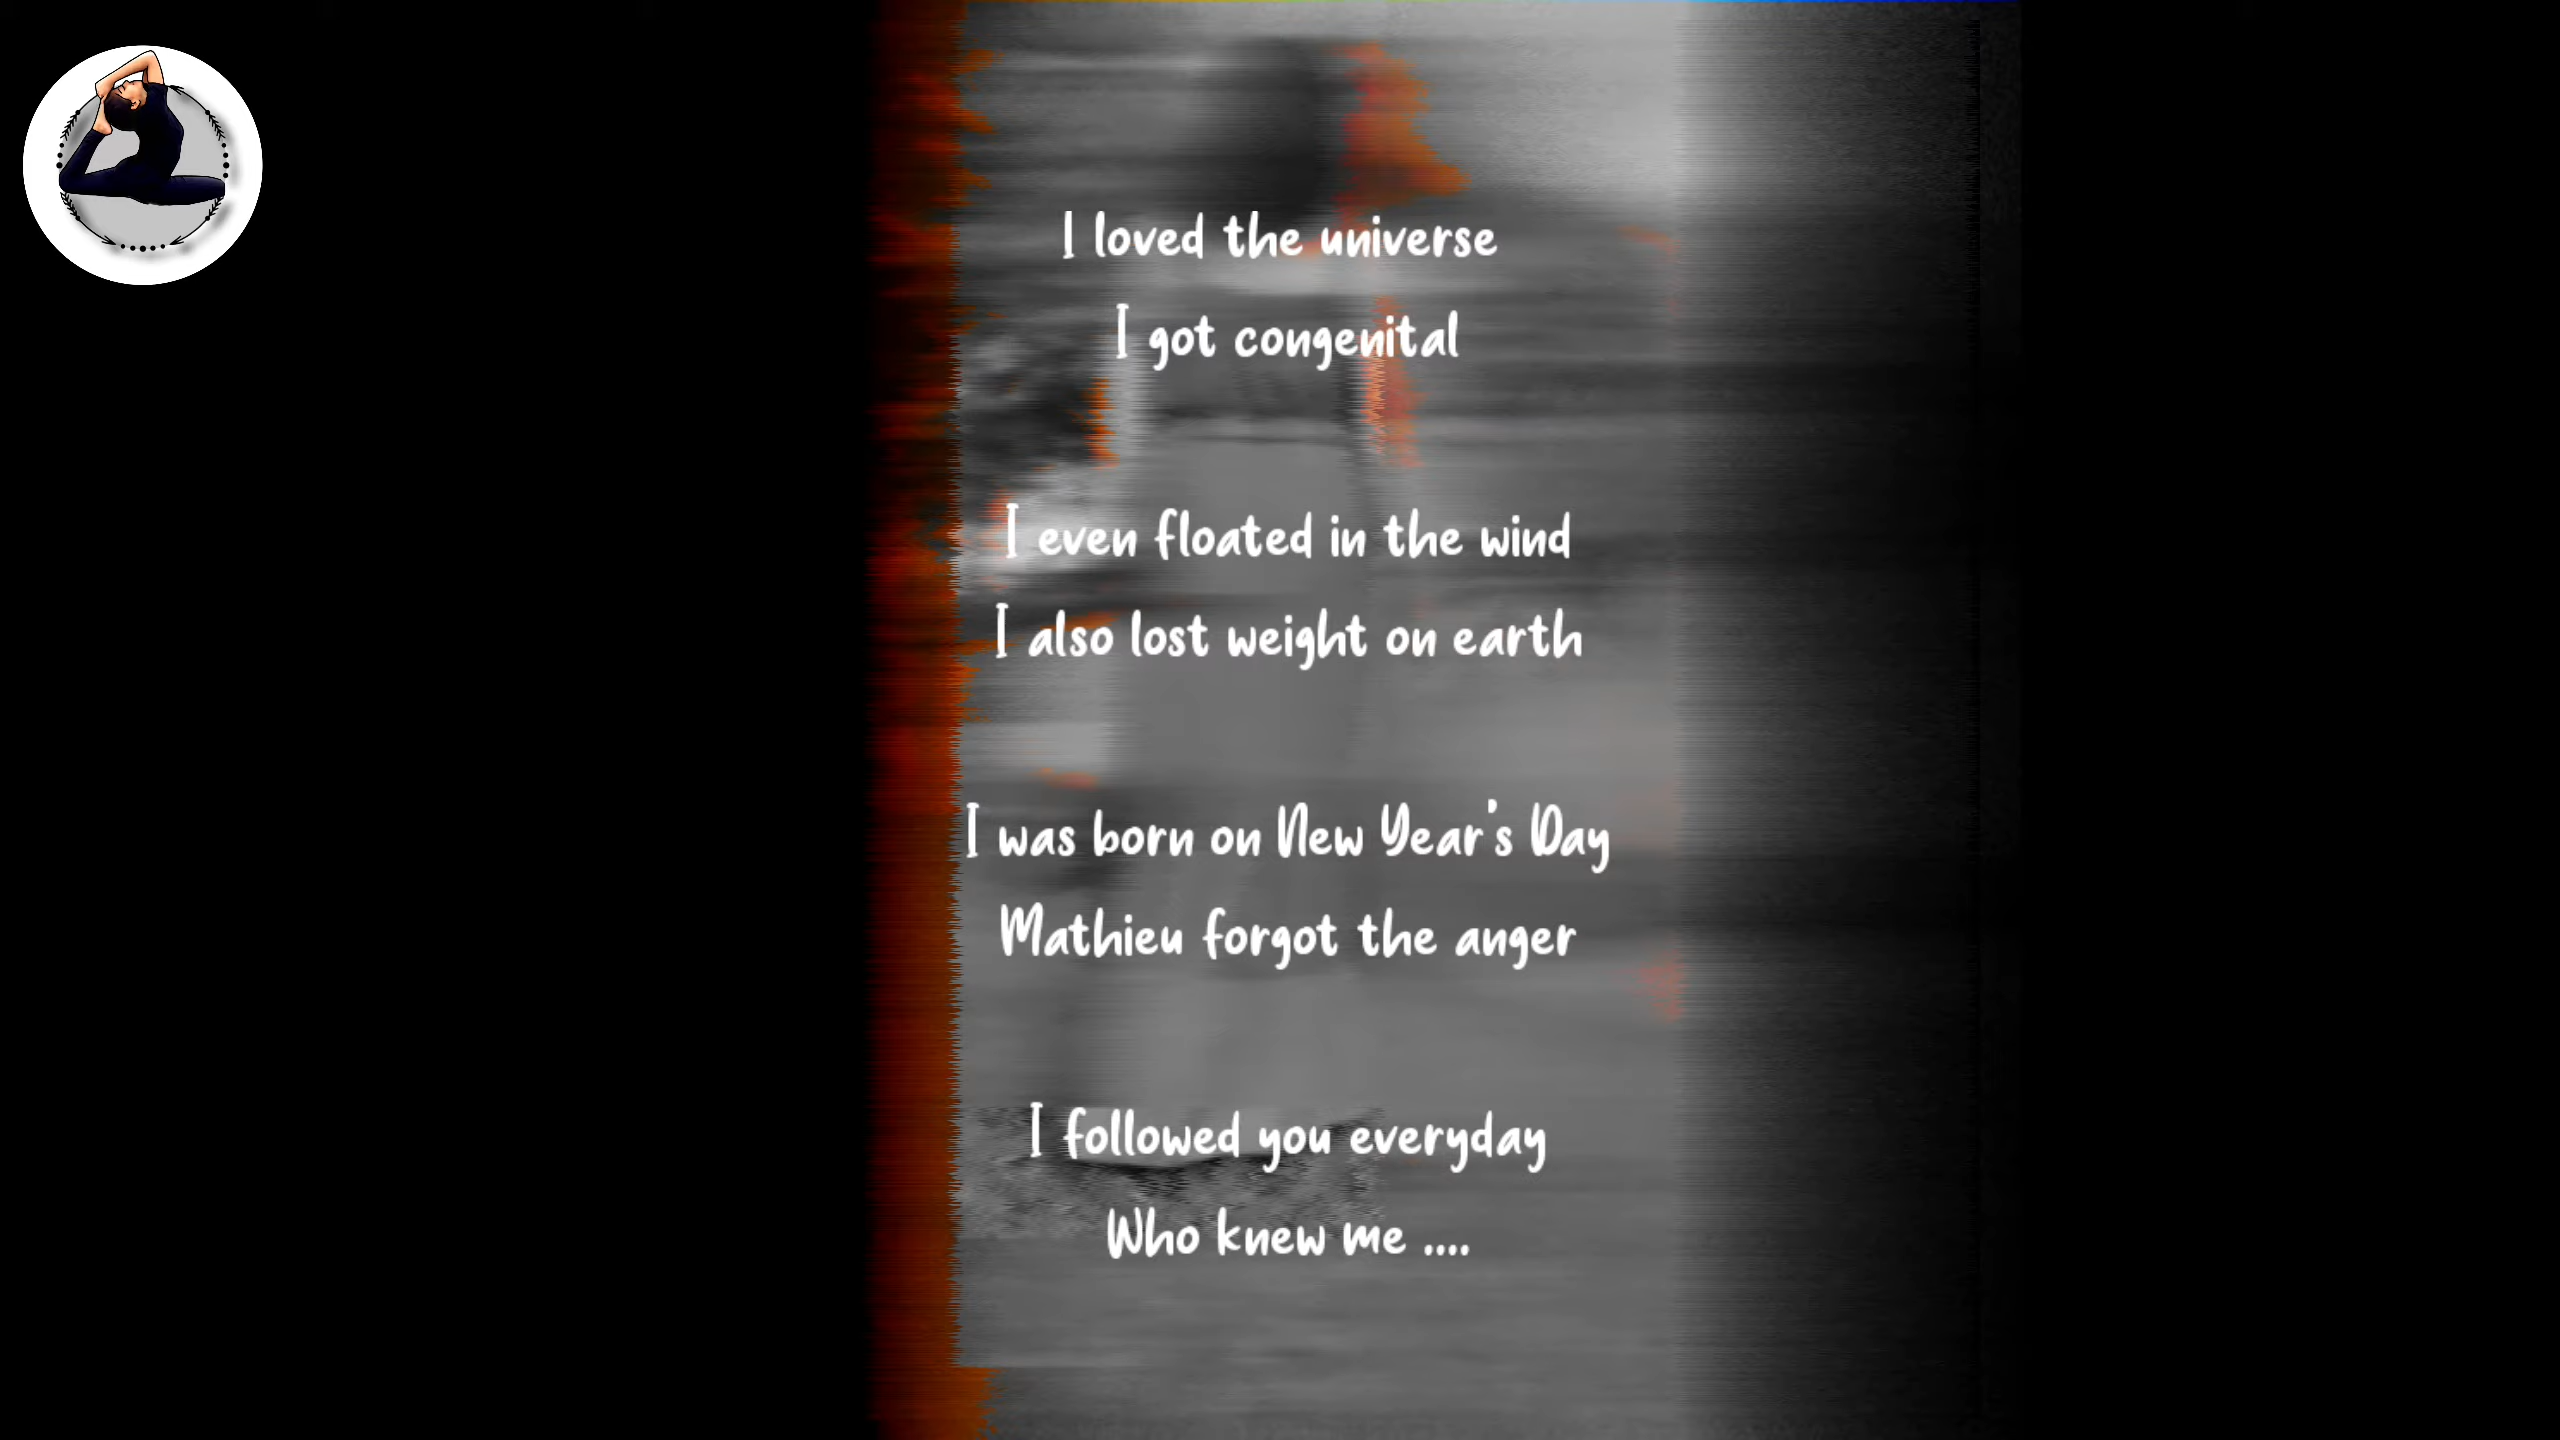 I loved the universe
I got congenital
I even floated in the wind
I also lost weight on earth
I was born on New Year's Day
Mathieu forgot the anger
I followed you everyday
Who knew me ....